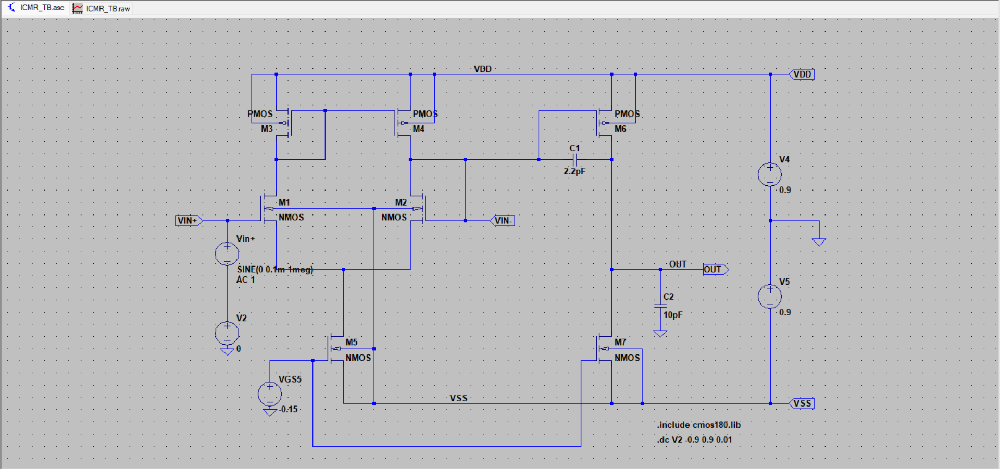 ICMR_TB.asc
ICMR_TB.raw
VDD
VDD
PMOS
M3
PMOS
M4
PMOS
M6
C1
2.2pF
V4
0.9
M1
NMOS
M2
NMOS
VIN+
VIN-
Vin+
SINE(0 0.1m 1meg)
AC 1
OUT
OUT
V5
0.9
C2
10pF
V2
0
M5
NMOS
M7
NMOS
VGS5
-0.15
VSS
VSS
.include cmos180.lib
.dc V2 -0.9 0.9 0.01